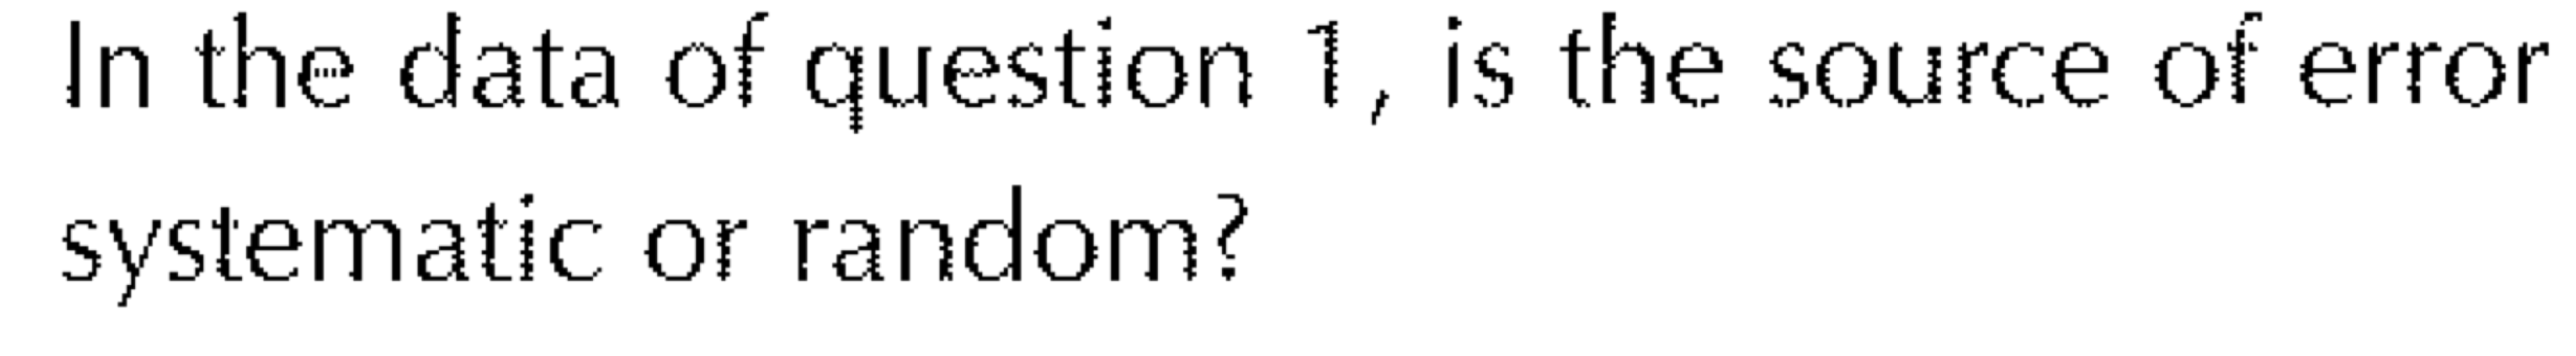 In the data of question 1, is the source of error
systematic or random?